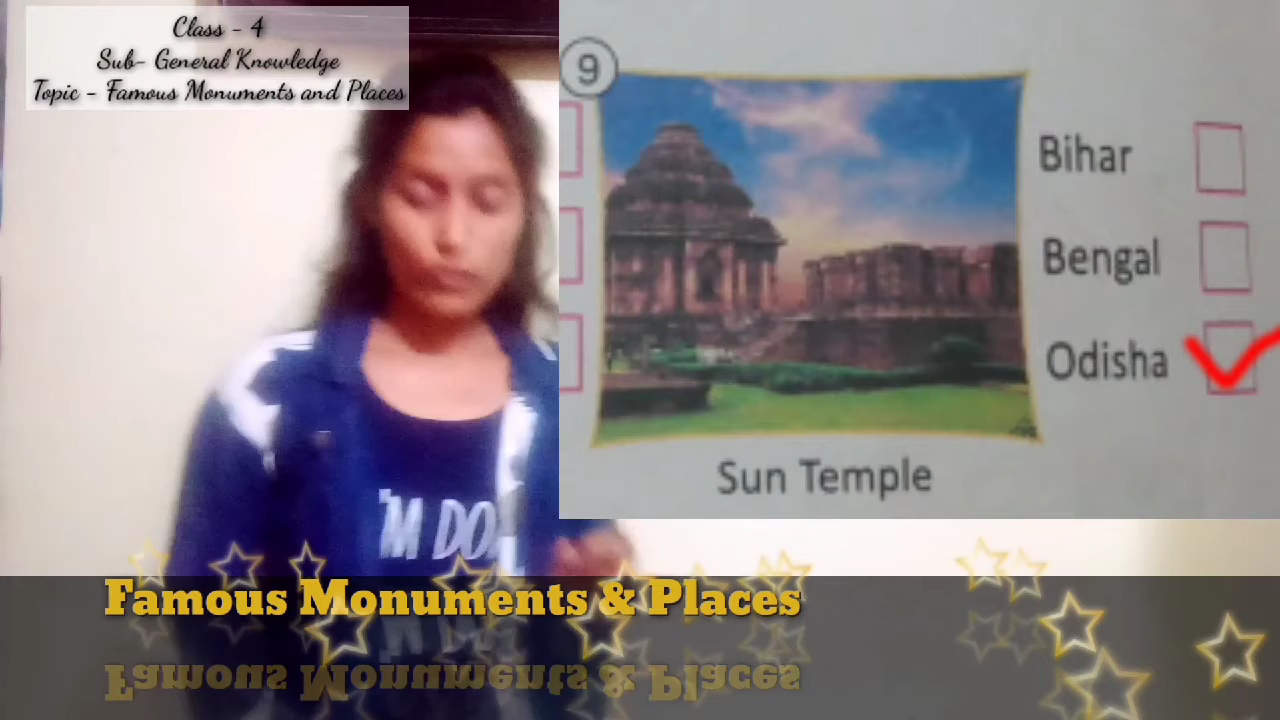 Class - 4
Sub- General Knowledge
Topic - Famous Monuments and Places
9
Bihar
Bengal
Odisha
Sun Temple
'M DO
Famous Monuments & Places
Famous Monuments & Places